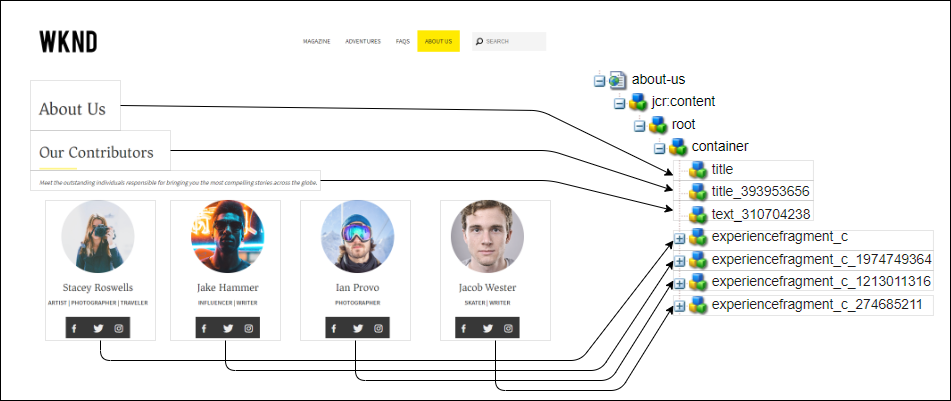 WKND
MAGAZINE ADVENTURES FAQS ABOUT US SEARCH
About Us
Our Contributors
Meet the outstanding individuals responsible for bringing you the most compelling stories across the globe.
Stacey Roswells
ARTIST | PHOTOGRAPHER | TRAVELER
Jake Hammer
INFLUENCER | WRITER
Ian Provo
PHOTOGRAPHER
Jacob Wester
SKATER | WRITER
about-us
jcr:content
root
container
title
title_393953656
text_310704238
experiencefragment_c
experiencefragment_c_1974749364
experiencefragment_c_1213011316
experiencefragment_c_274685211